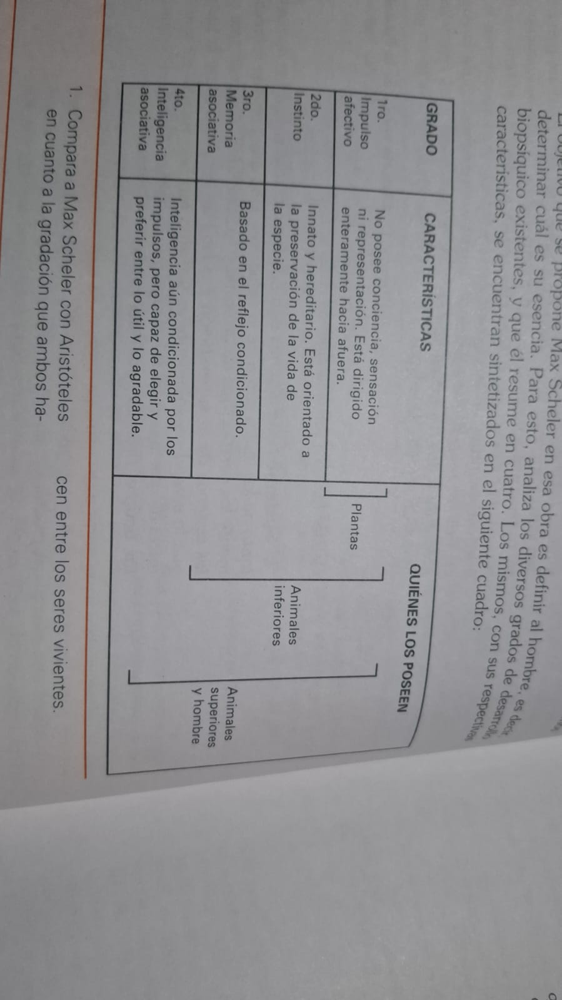 que se propone Max Scheler en esa obra es definir al hombre, es decir,
determinar cuál es su esencia. Para esto, analiza los diversos grados de desarrollo
biopsíquico existentes, y que él resume en cuatro. Los mismos, con sus respectivas
características, se encuentran sintetizados en el siguiente cuadro:
GRADO
CARACTERÍSTICAS
QUIÉNES LOS POSEEN
1ro.
Impulso
afectivo
No posee conciencia, sensación
ni representación. Está dirigido
enteramente hacia afuera.
Plantas
2do.
Instinto
Innato y hereditario. Está orientado a
la preservación de la vida de
la especie.
Animales
inferiores
3ro.
Memoria
asociativa
Basado en el reflejo condicionado.
Animales
superiores
y hombre
4to.
Inteligencia
asociativa
Inteligencia aún condicionada por los
impulsos, pero capaz de elegir y
preferir entre lo útil y lo agradable.
1. Compara a Max Scheler con Aristóteles
en cuanto a la gradación que ambos ha-
cen entre los seres vivientes.